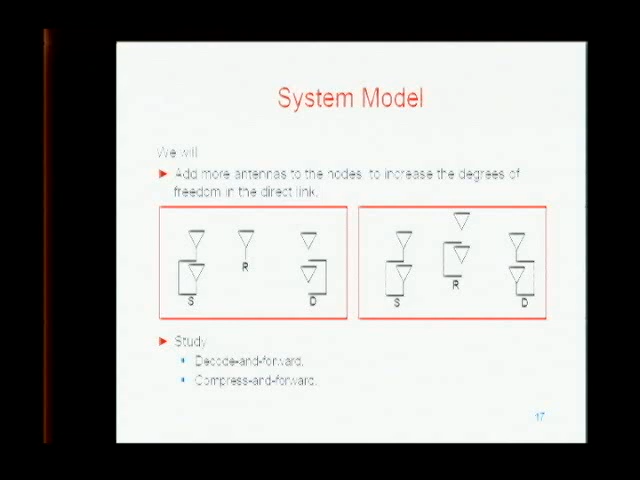 System Model
We will
Add more antennas to the nodes, to increase the degrees of
freedom in the direct link.
R
S
D
R
S
D
Study
Decode-and-forward.
Compress-and-forward.
17